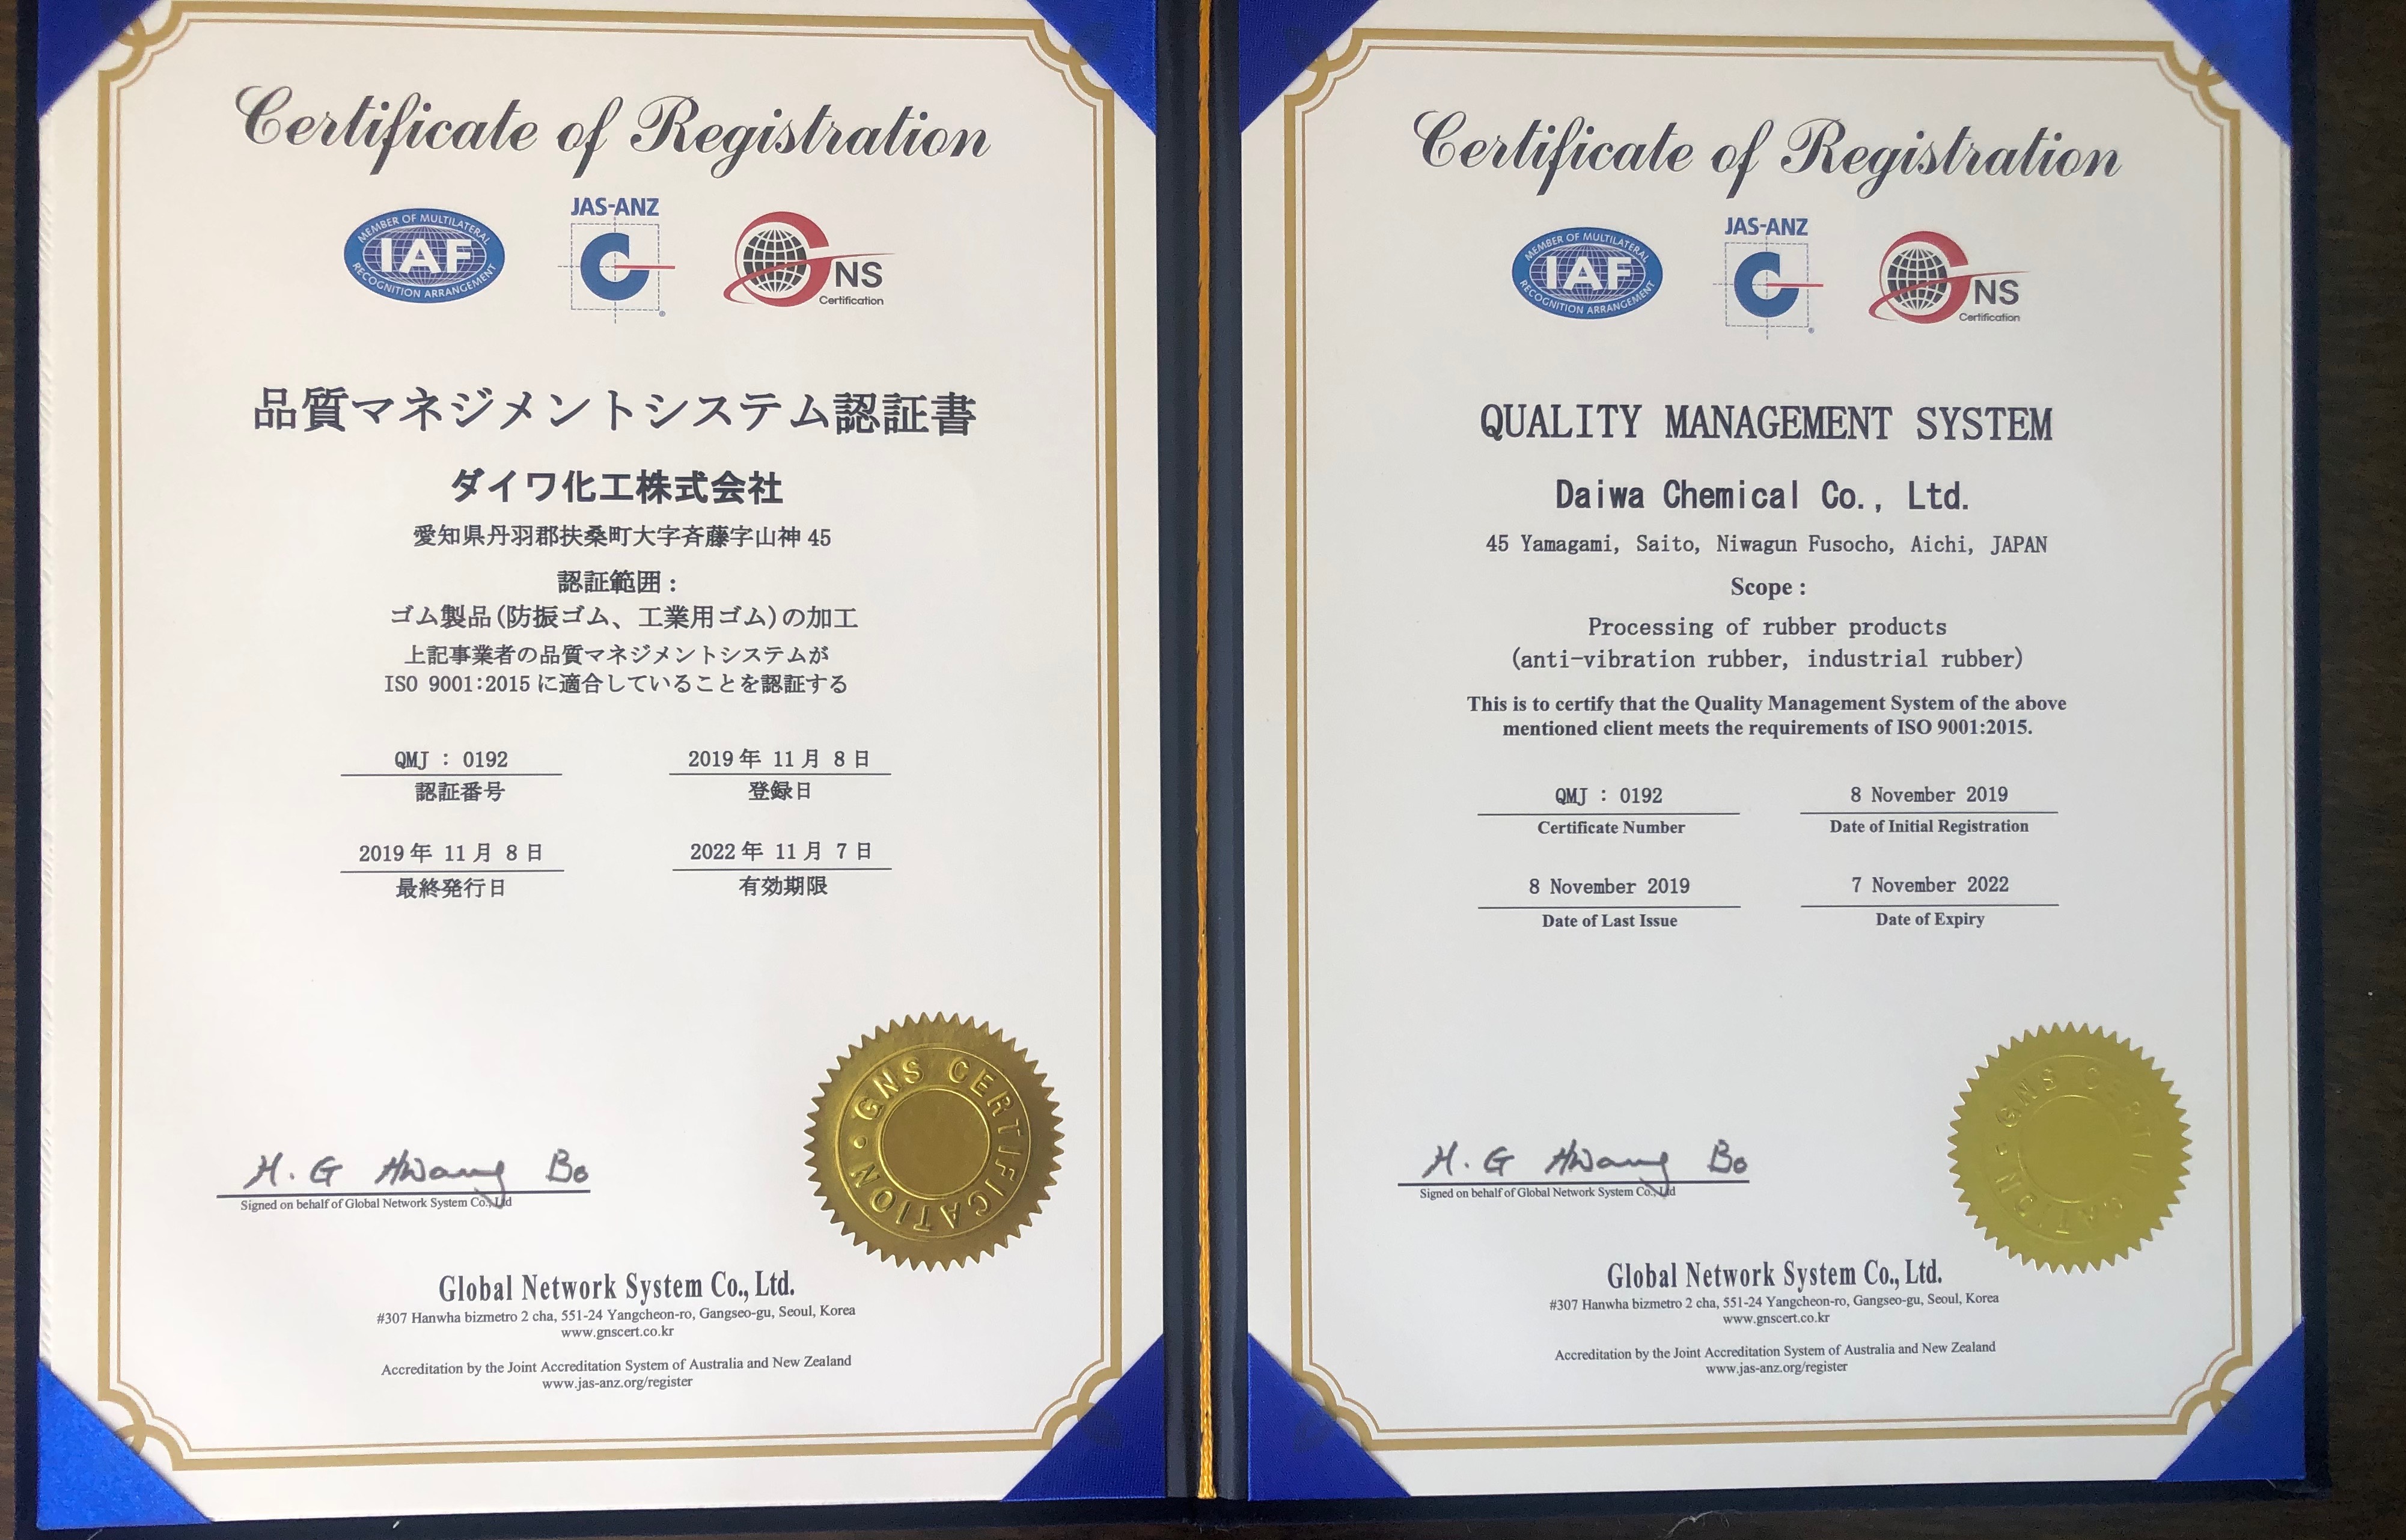 Certificate of Registration
MEMBER OF MULTILATERAL
IAF
RECOGNITION ARRANGEMENT
JAS-ANZ
®
NS
Certification
品質マネジメントシステム認証書
ダイワ化工株式会社
愛知県丹羽郡扶桑町大字斉藤字山神 45
認証範囲：
ゴム製品(防振ゴム、工業用ゴム)の加工
上記事業者の品質マネジメントシステムが
ISO 9001:2015 に適合していることを認証する
QMJ : 0192 2019 年 11 月 8 日
認証番号 登録日
2019 年 11 月 8 日 2022 年 11 月 7 日
最終発行日 有効期限
GNS CERTIFICATION
H. G Hwang Bo
Signed on behalf of Global Network System Co., Ltd
Global Network System Co., Ltd.
#307 Hanwha bizmetro 2 cha, 551-24 Yangcheon-ro, Gangseo-gu, Seoul, Korea
www.gnscert.co.kr
Accreditation by the Joint Accreditation System of Australia and New Zealand
www.jas-anz.org/register
Certificate of Registration
MEMBER OF MULTILATERAL
IAF
RECOGNITION ARRANGEMENT
JAS-ANZ
®
NS
Certification
QUALITY MANAGEMENT SYSTEM
Daiwa Chemical Co., Ltd.
45 Yamagami, Saito, Niwagun Fusocho, Aichi, JAPAN
Scope :
Processing of rubber products
(anti-vibration rubber, industrial rubber)
This is to certify that the Quality Management System of the above
mentioned client meets the requirements of ISO 9001:2015.
QMJ : 0192 8 November 2019
Certificate Number Date of Initial Registration
8 November 2019 7 November 2022
Date of Last Issue Date of Expiry
GNS CERTIFICATION
H. G Hwang Bo
Signed on behalf of Global Network System Co., Ltd
Global Network System Co., Ltd.
#307 Hanwha bizmetro 2 cha, 551-24 Yangcheon-ro, Gangseo-gu, Seoul, Korea
www.gnscert.co.kr
Accreditation by the Joint Accreditation System of Australia and New Zealand
www.jas-anz.org/register